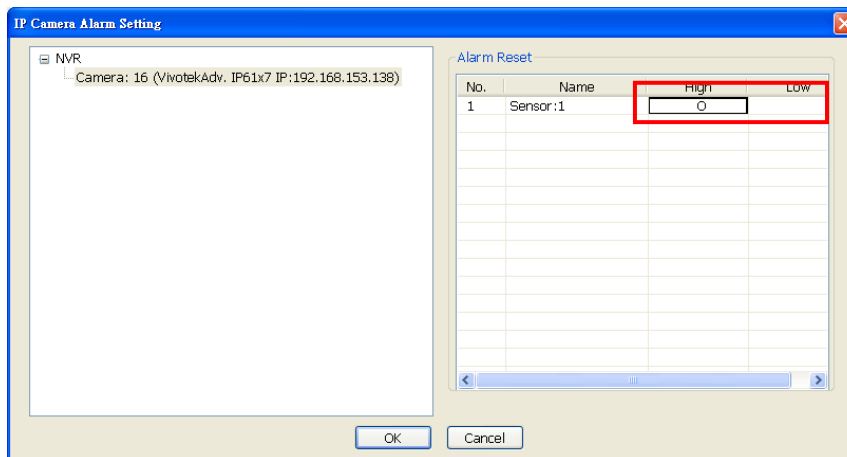 IP Camera Alarm Setting
NVR
Camera: 16 (VivotekAdv. IP61x7 IP:192.168.153.138)
Alarm Reset
No. Name High Low
1 Sensor:1 O
OK Cancel